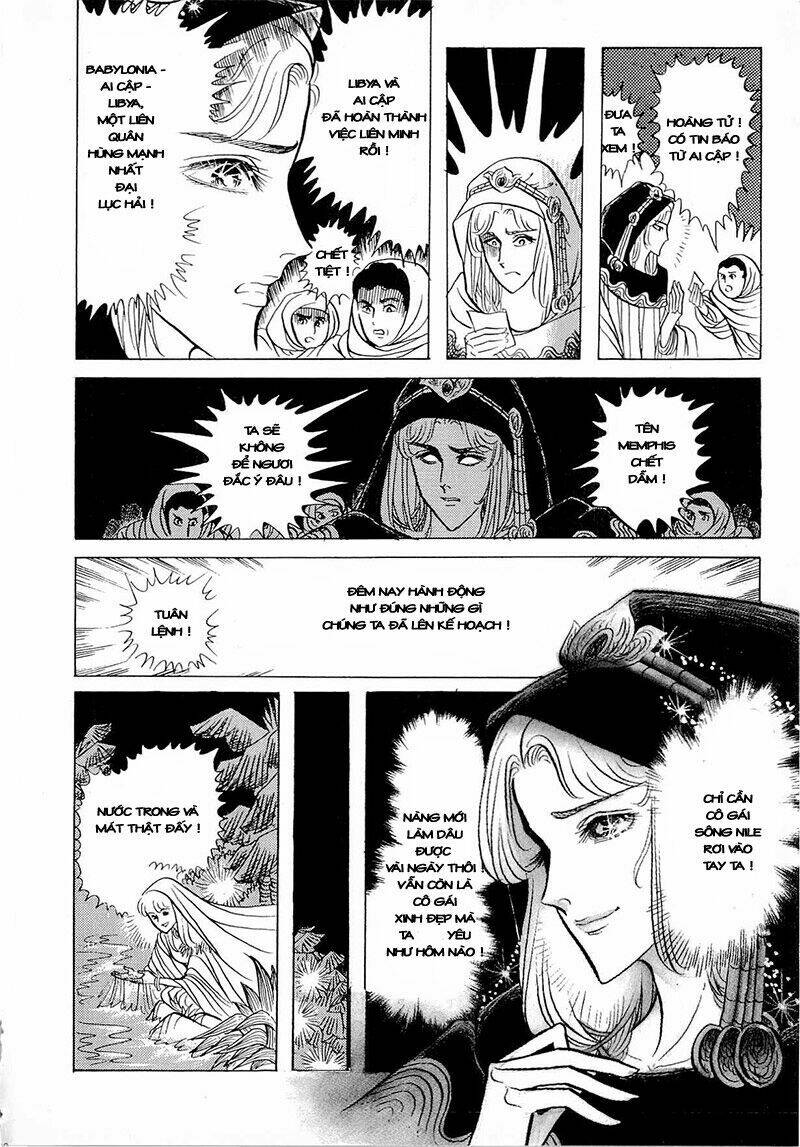 HOÀNG TỬ !
CÓ TIN BÁO
TỪ AI CẬP !
ĐƯA
TA
XEM !
LIBYA VÀ
AI CẬP
ĐÃ HOÀN THÀNH
VIỆC LIÊN MINH
RỒI !
BABYLONIA -
AI CẬP -
LIBYA,
MỘT LIÊN
QUÂN
HÙNG MẠNH
NHẤT
ĐẠI
LỤC HẢI !
CHẾT
TIỆT !
TÊN
MEMPHIS
CHẾT
DẪM !
TA SẼ
KHÔNG
ĐỂ NGƯƠI
ĐẮC Ý ĐÂU !
ĐÊM NAY HÀNH ĐỘNG
NHƯ ĐÚNG NHỮNG GÌ
CHÚNG TA ĐÃ LÊN KẾ HOẠCH !
TUÂN
LỆNH !
CHỈ CẦN
CÔ GÁI
SÔNG NILE
RƠI VÀO
TAY TA !
NÀNG MỚI
LÀM DÂU
ĐƯỢC
VÀI NGÀY THÔI !
VẪN CÒN LÀ
CÔ GÁI
XINH ĐẸP MÀ
TA YÊU
NHƯ HÔM NÀO !
NƯỚC TRONG VÀ
MÁT THẬT ĐẤY !